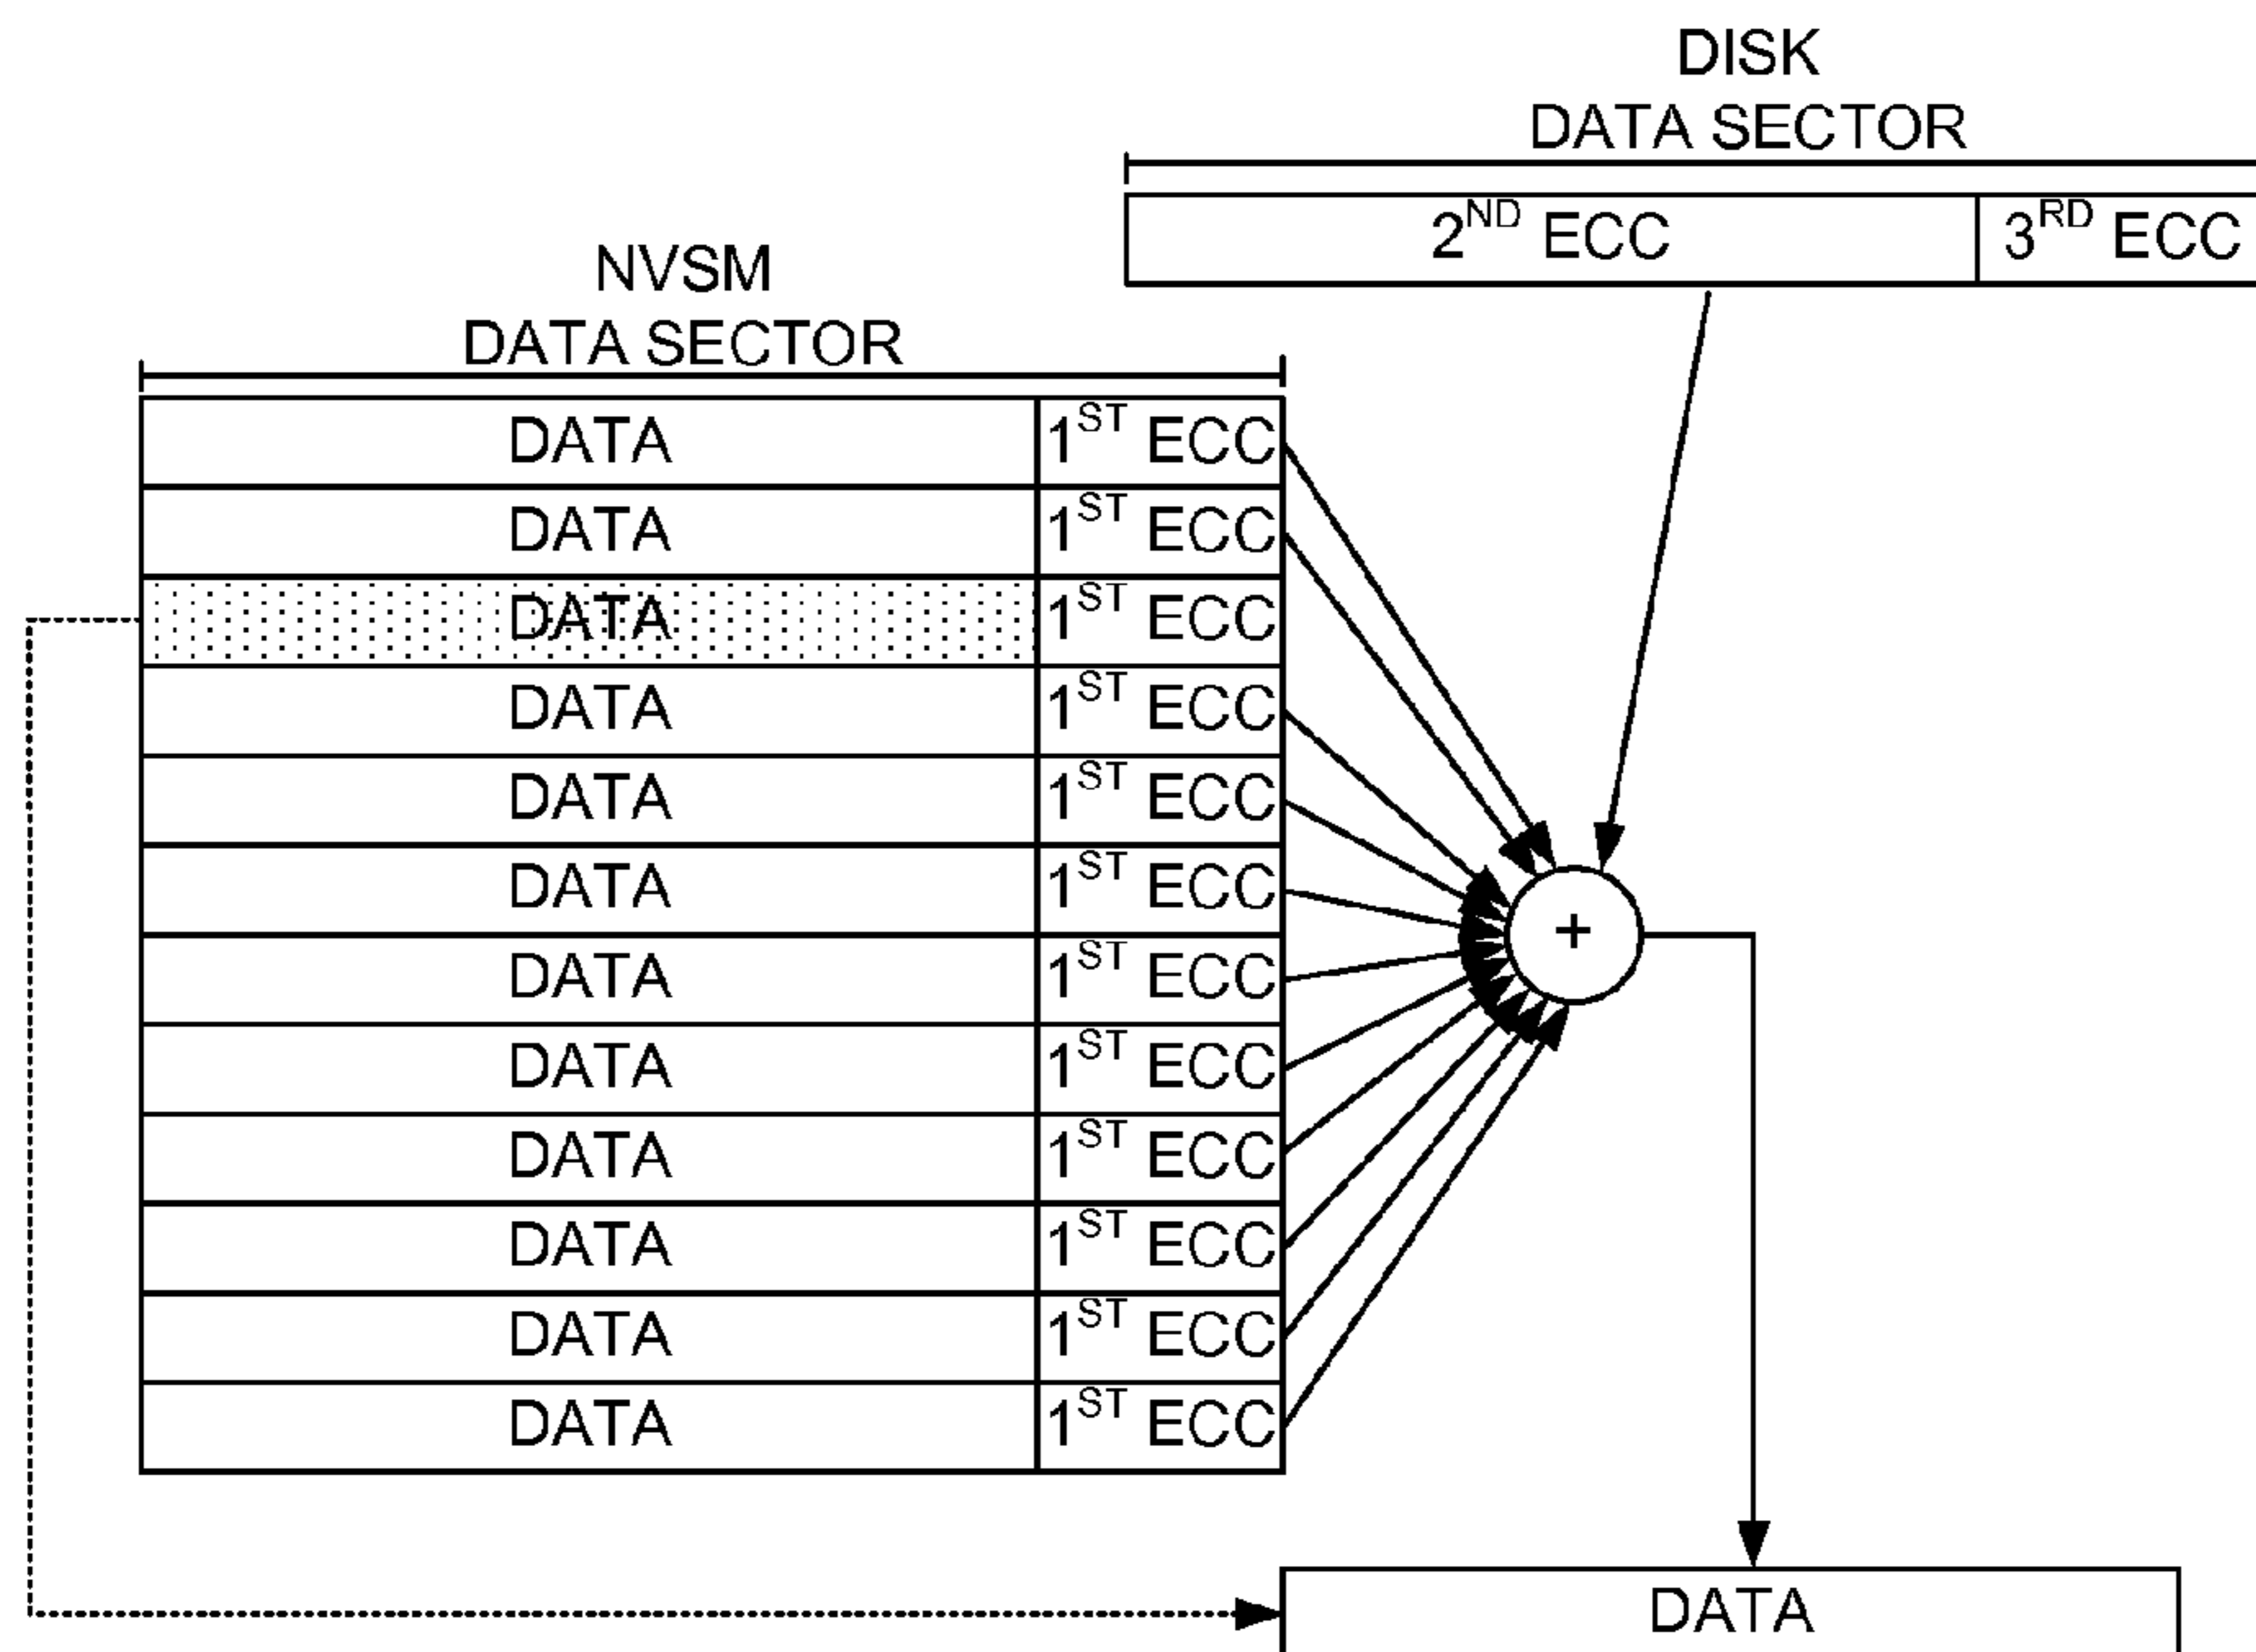 DISK
DATA SECTOR
2ND ECC 3RD ECC
NVSM
DATA SECTOR
DATA 1ST ECC
DATA 1ST ECC
DATA 1ST ECC
DATA 1ST ECC
DATA 1ST ECC
DATA 1ST ECC
DATA 1ST ECC
DATA 1ST ECC
DATA 1ST ECC
DATA 1ST ECC
DATA 1ST ECC
DATA 1ST ECC
+
DATA